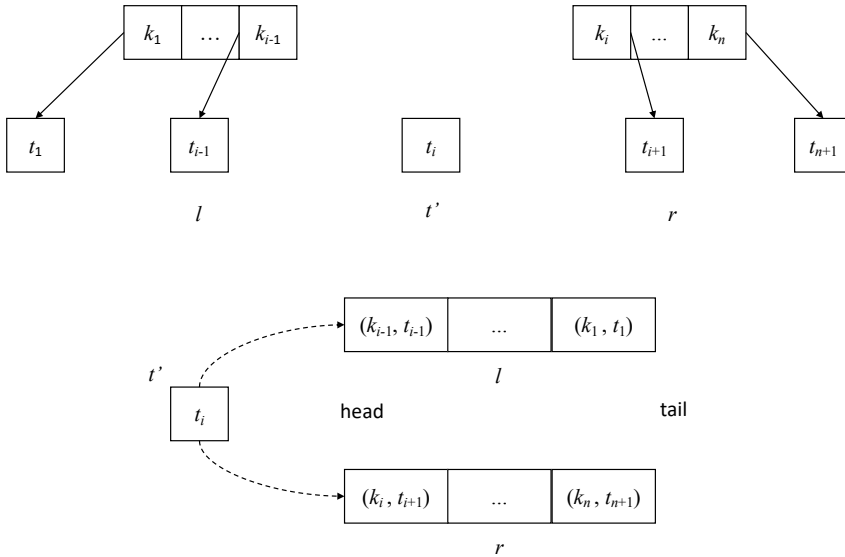 k₁ … kᵢ₋₁ kᵢ ... kₙ
t₁ tᵢ₋₁ tᵢ tᵢ₊₁ tₙ₊₁
l t’ r
(kᵢ₋₁, tᵢ₋₁) ... (k₁ , t₁)
t’ l
tᵢ head tail
(kᵢ , tᵢ₊₁) ... (kₙ , tₙ₊₁)
r